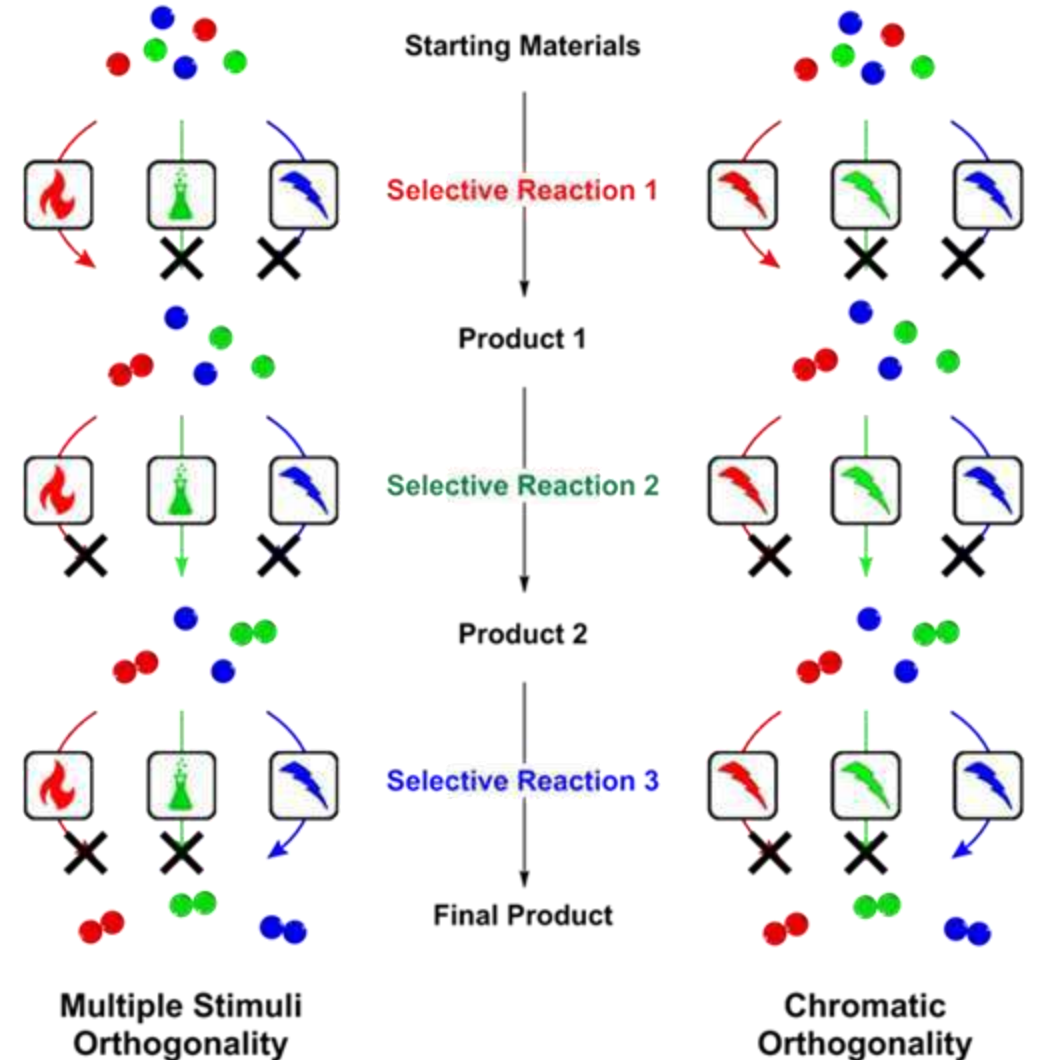 Starting Materials
Selective Reaction 1
Product 1
Selective Reaction 2
Product 2
Selective Reaction 3
Final Product
Multiple Stimuli
Orthogonality
Chromatic
Orthogonality